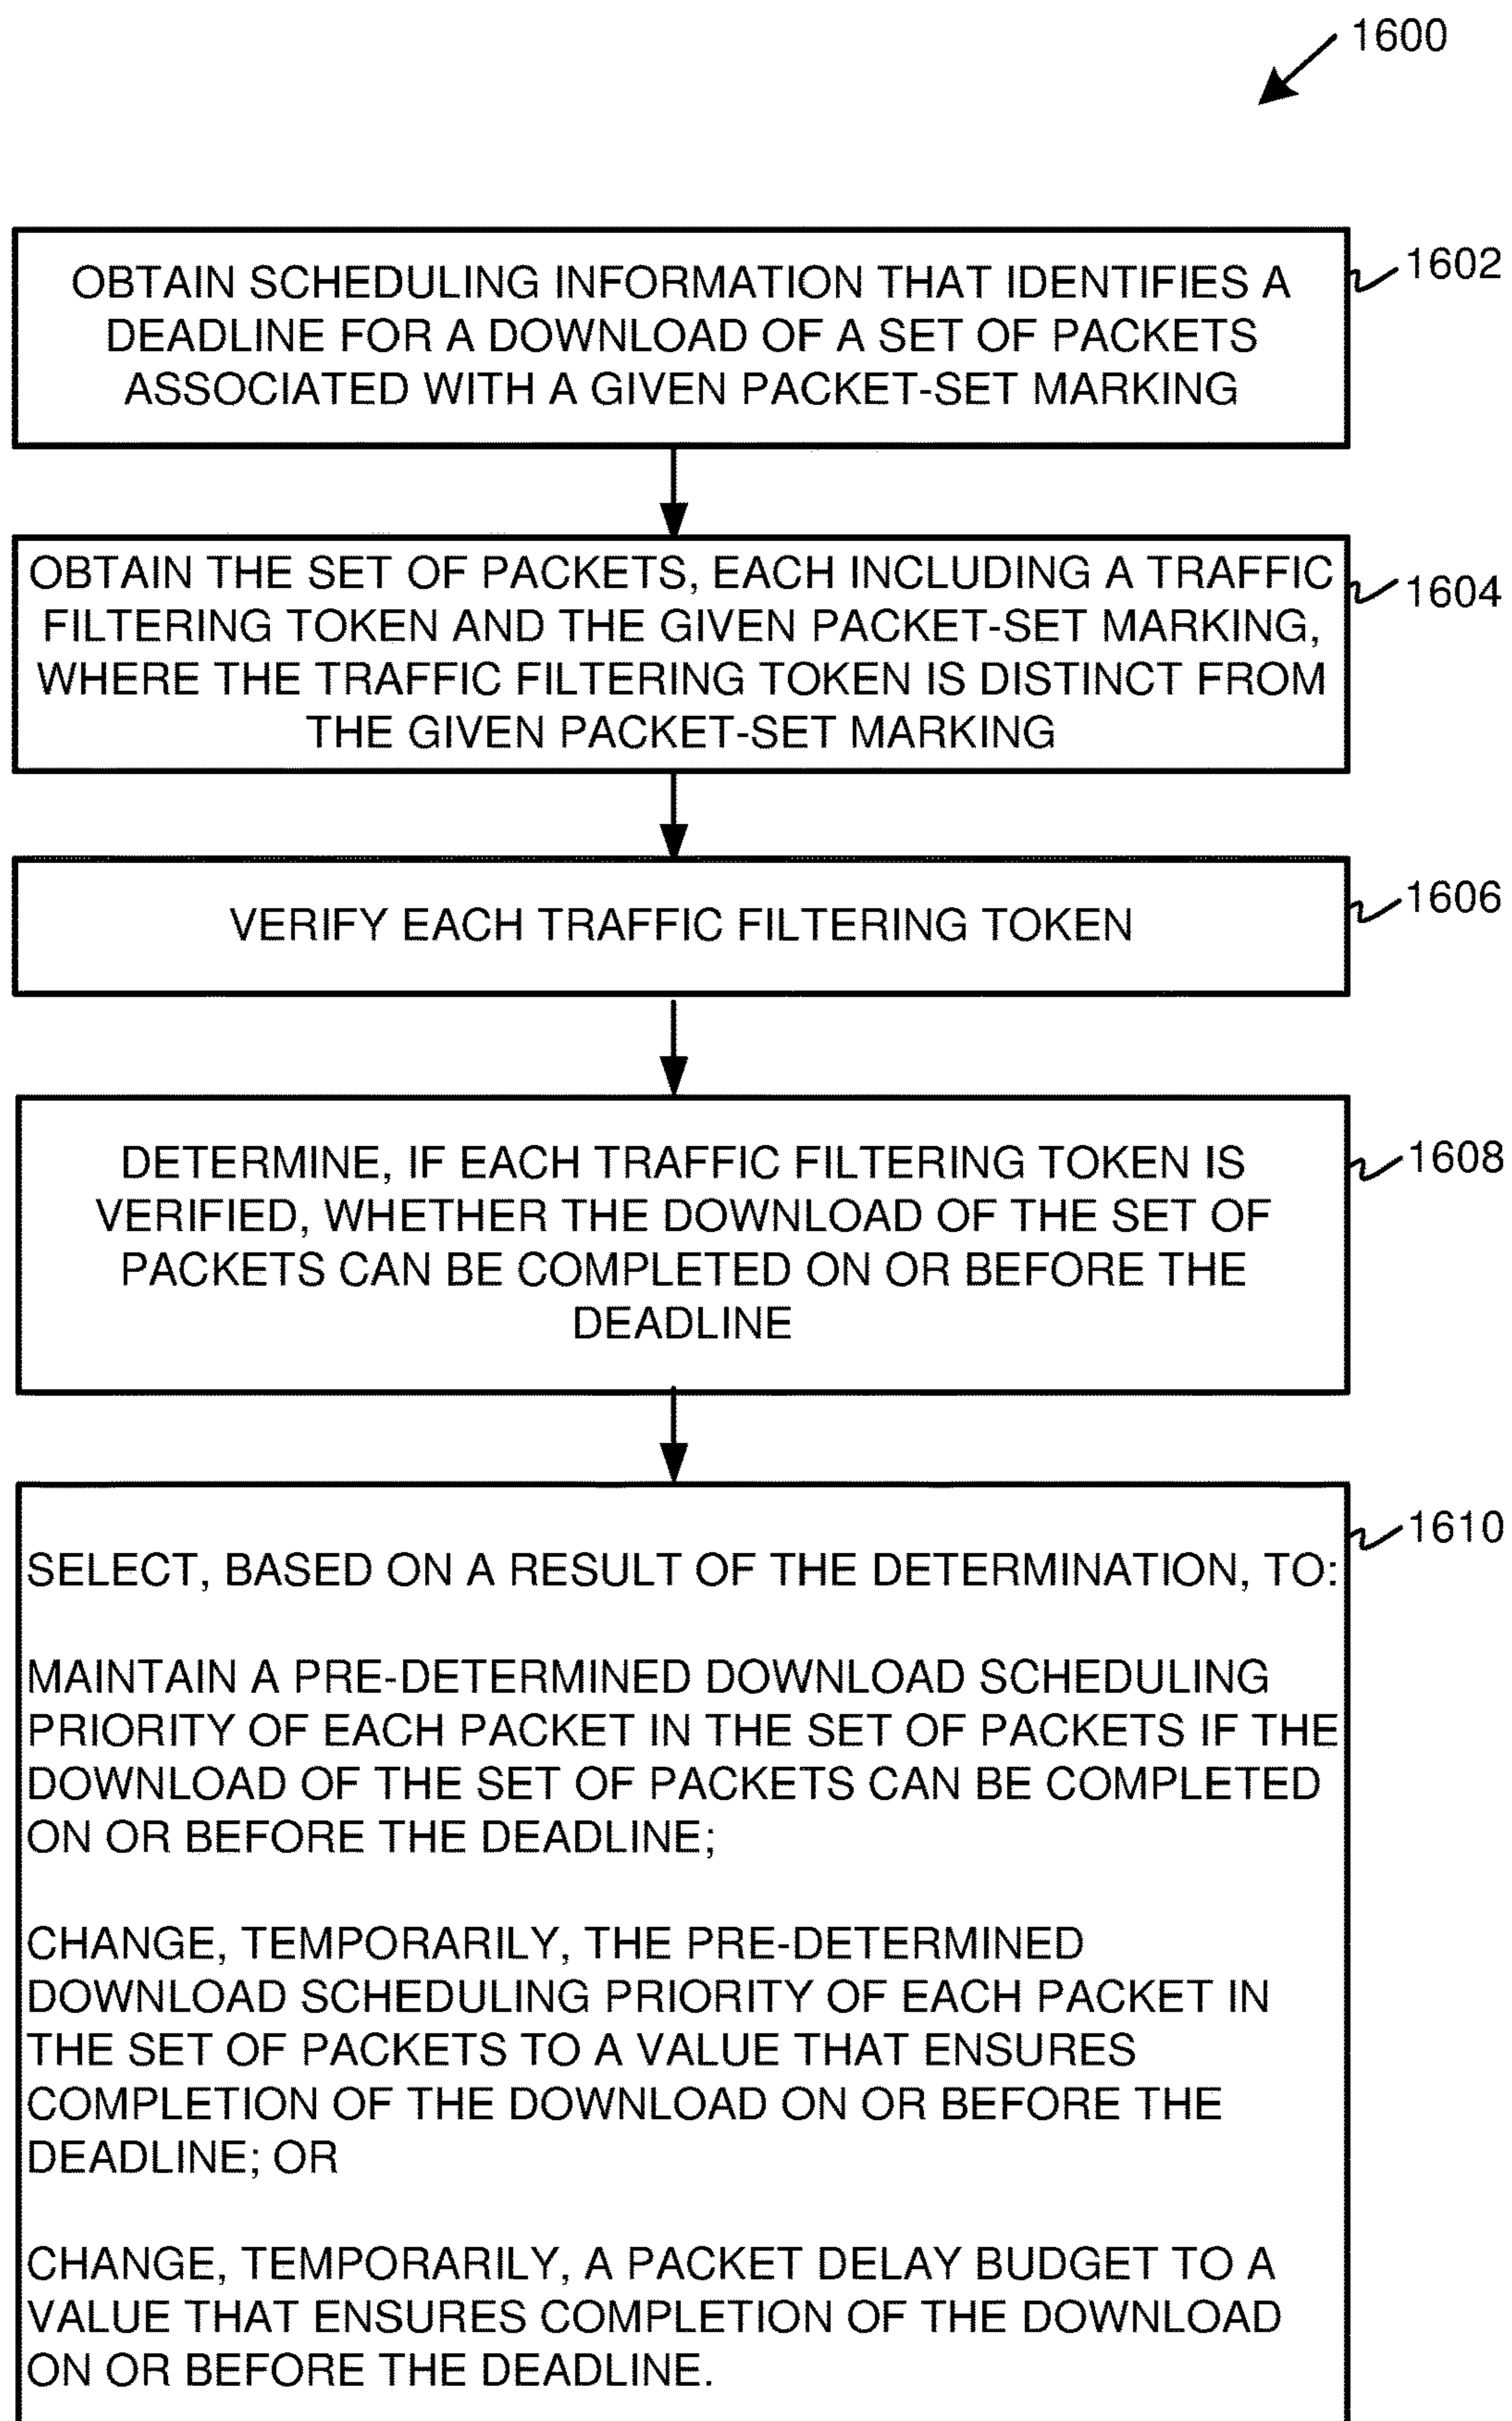 1600
OBTAIN SCHEDULING INFORMATION THAT IDENTIFIES A
DEADLINE FOR A DOWNLOAD OF A SET OF PACKETS
ASSOCIATED WITH A GIVEN PACKET-SET MARKING
1602
OBTAIN THE SET OF PACKETS, EACH INCLUDING A TRAFFIC
FILTERING TOKEN AND THE GIVEN PACKET-SET MARKING,
WHERE THE TRAFFIC FILTERING TOKEN IS DISTINCT FROM
THE GIVEN PACKET-SET MARKING
1604
VERIFY EACH TRAFFIC FILTERING TOKEN
1606
DETERMINE, IF EACH TRAFFIC FILTERING TOKEN IS
VERIFIED, WHETHER THE DOWNLOAD OF THE SET OF
PACKETS CAN BE COMPLETED ON OR BEFORE THE
DEADLINE
1608
SELECT, BASED ON A RESULT OF THE DETERMINATION, TO:
MAINTAIN A PRE-DETERMINED DOWNLOAD SCHEDULING
PRIORITY OF EACH PACKET IN THE SET OF PACKETS IF THE
DOWNLOAD OF THE SET OF PACKETS CAN BE COMPLETED
ON OR BEFORE THE DEADLINE;
CHANGE, TEMPORARILY, THE PRE-DETERMINED
DOWNLOAD SCHEDULING PRIORITY OF EACH PACKET IN
THE SET OF PACKETS TO A VALUE THAT ENSURES
COMPLETION OF THE DOWNLOAD ON OR BEFORE THE
DEADLINE; OR
CHANGE, TEMPORARILY, A PACKET DELAY BUDGET TO A
VALUE THAT ENSURES COMPLETION OF THE DOWNLOAD
ON OR BEFORE THE DEADLINE.
1610